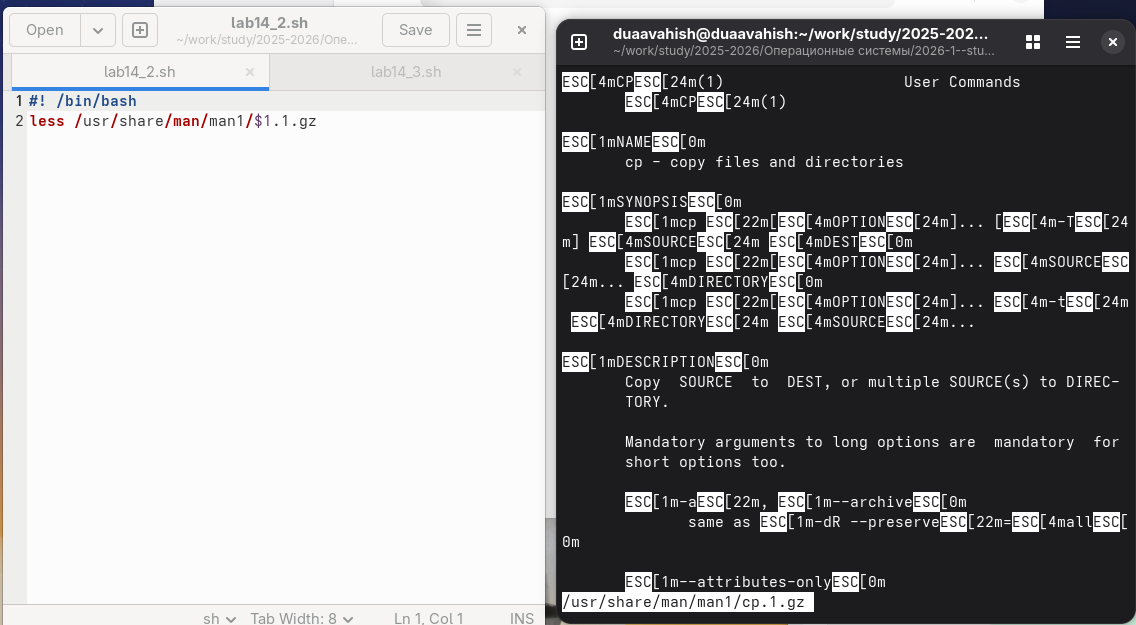 Open
lab14_2.sh
~/work/study/2025-2026/Опе...
Save
lab14_2.sh
lab14_3.sh
1 #! /bin/bash
2 less /usr/share/man/man1/$1.1.gz
sh Tab Width: 8 Ln 1, Col 1 INS
duaavahish@duaavahish:~/work/study/2025-202...
~/work/study/2025-2026/Операционные системы/2026-1--stu...
ESC[4mCPESC[24m(1) User Commands
ESC[4mCPESC[24m(1)
ESC[1mNAMEESC[0m
cp - copy files and directories
ESC[1mSYNOPSISESC[0m
ESC[1mcp ESC[22m[ESC[4mOPTIONESC[24m]... [ESC[4m-TESC[24
m] ESC[4mSOURCEESC[24m ESC[4mDESTESC[0m
ESC[1mcp ESC[22m[ESC[4mOPTIONESC[24m]... ESC[4mSOURCEESC
[24m... ESC[4mDIRECTORYESC[0m
ESC[1mcp ESC[22m[ESC[4mOPTIONESC[24m]... ESC[4m-tESC[24m
ESC[4mDIRECTORYESC[24m ESC[4mSOURCEESC[24m...
ESC[1mDESCRIPTIONESC[0m
Copy SOURCE to DEST, or multiple SOURCE(s) to DIREC-
TORY.
Mandatory arguments to long options are mandatory for
short options too.
ESC[1m-aESC[22m, ESC[1m--archiveESC[0m
same as ESC[1m-dR --preserveESC[22m=ESC[4mallESC[
0m
ESC[1m--attributes-onlyESC[0m
/usr/share/man/man1/cp.1.gz